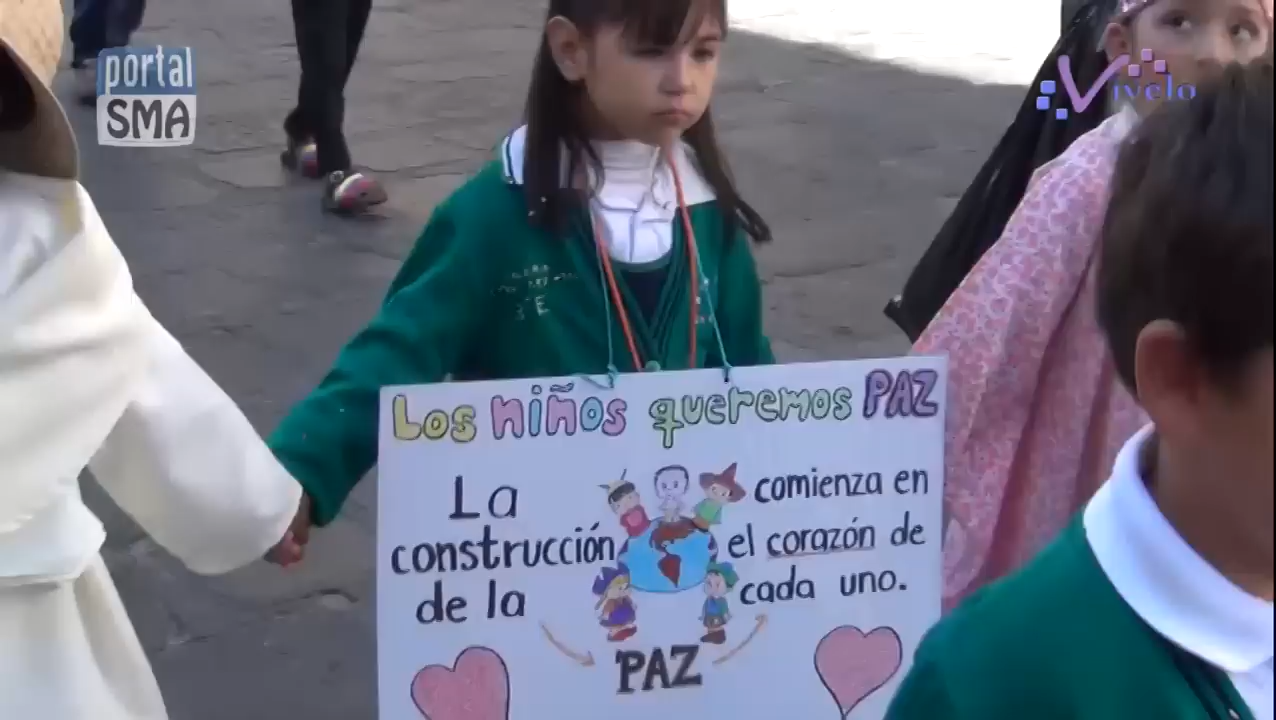 portal
SMA
Vívelo
Los niños queremos PAZ
La
construcción
de la
PAZ
comienza en
el corazón de
cada uno.